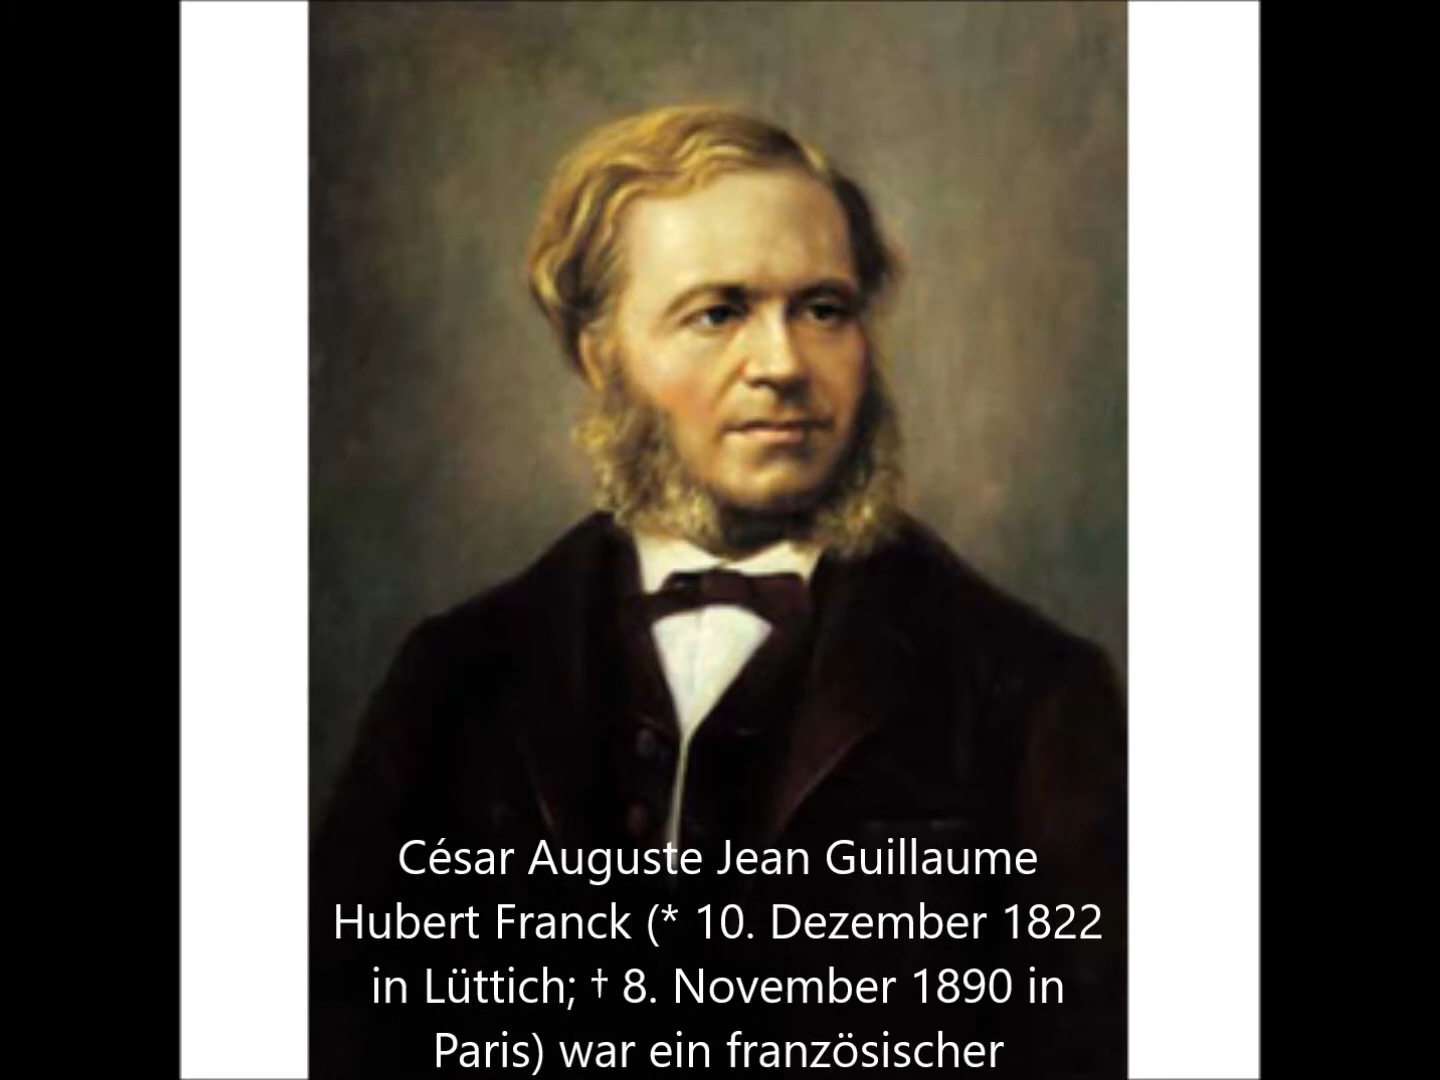 César Auguste Jean Guillaume
Hubert Franck (* 10. Dezember 1822
in Lüttich; † 8. November 1890 in
Paris) war ein französischer